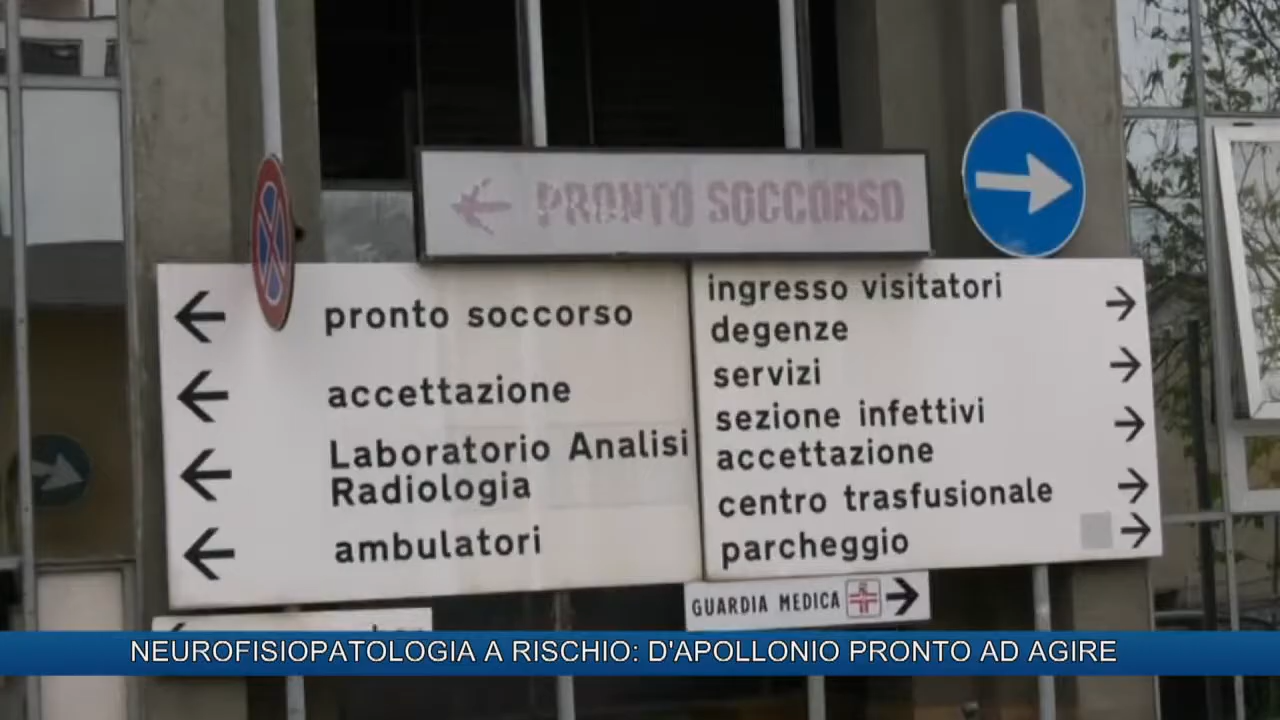 PRONTO SOCCORSO
pronto soccorso
accettazione
Laboratorio Analisi
Radiologia
ambulatori
ingresso visitatori
degenze
servizi
sezione infettivi
accettazione
centro trasfusionale
parcheggio
GUARDIA MEDICA
NEUROFISIOPATOLOGIA A RISCHIO: D'APOLLONIO PRONTO AD AGIRE